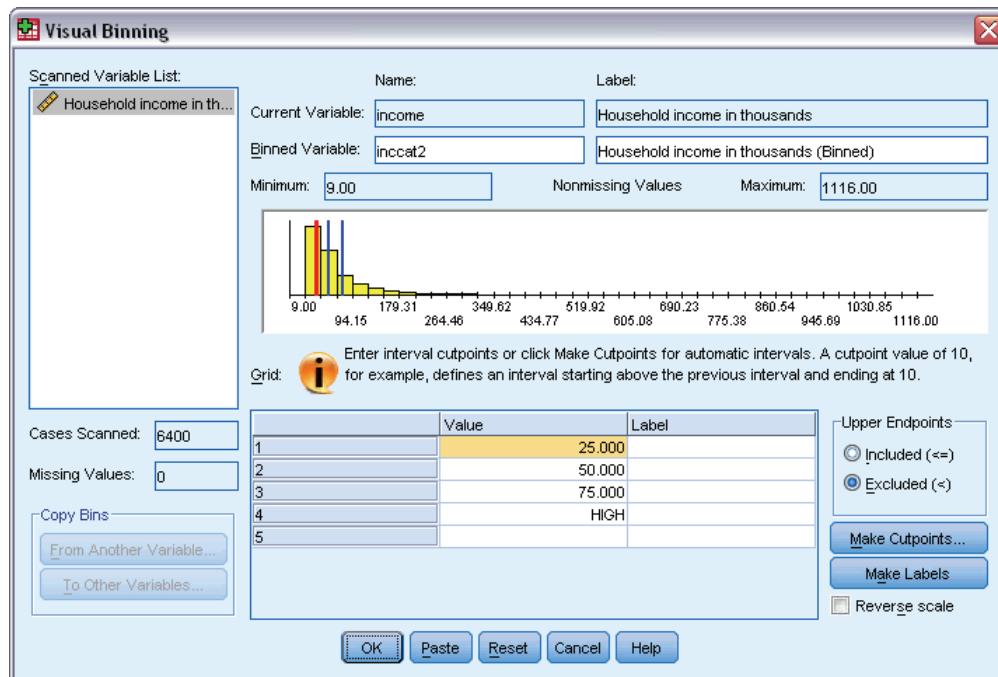 Visual Binning
Scanned Variable List:
Household income in th...
Name:
Label:
Current Variable:
income
Household income in thousands
Binned Variable:
inccat2
Household income in thousands (Binned)
Minimum:
9.00
Nonmissing Values
Maximum:
1116.00
9.00 179.31 349.62 519.92 690.23 860.54 1030.85
94.15 264.46 434.77 605.08 775.38 945.69 1116.00
Grid:
i
Enter interval cutpoints or click Make Cutpoints for automatic intervals. A cutpoint value of 10,
for example, defines an interval starting above the previous interval and ending at 10.
Cases Scanned:
6400
Missing Values:
0
Copy Bins
From Another Variable...
To Other Variables...
Value Label
1 25.000
2 50.000
3 75.000
4 HIGH
5
Upper Endpoints
Included (<=)
Excluded (<)
Make Cutpoints...
Make Labels
Reverse scale
OK Paste Reset Cancel Help